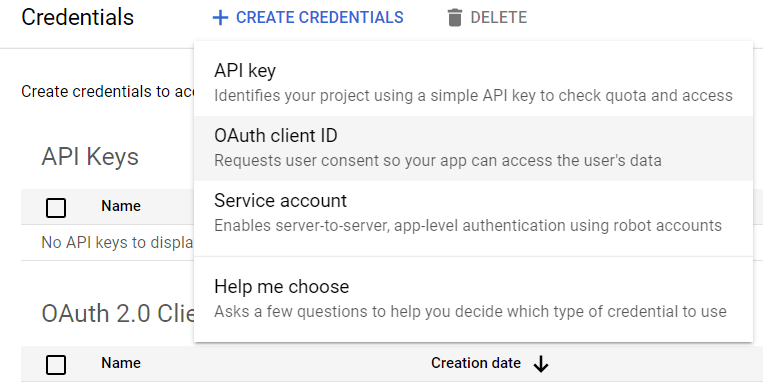 Credentials
+ CREATE CREDENTIALS
DELETE
API key
Identifies your project using a simple API key to check quota and access
Create credentials to acc
OAuth client ID
Requests user consent so your app can access the user's data
API Keys
Service account
Enables server-to-server, app-level authentication using robot accounts
Name
No API keys to displa
Help me choose
Asks a few questions to help you decide which type of credential to use
OAuth 2.0 Clie
Name
Creation date